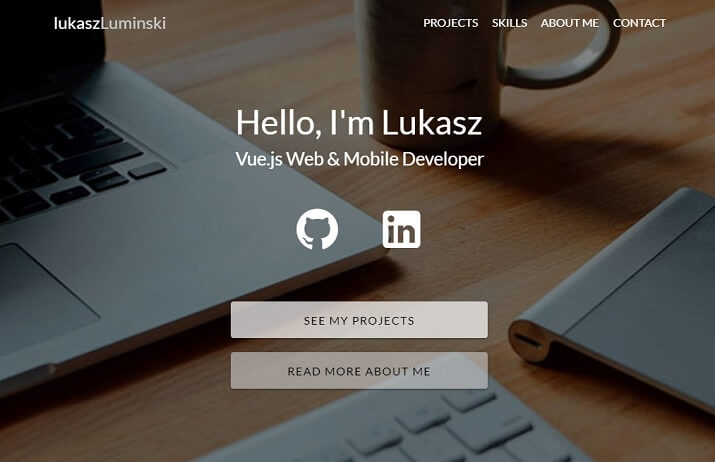 lukaszLuminski
PROJECTS SKILLS ABOUT ME CONTACT
Hello, I'm Lukasz
Vue.js Web & Mobile Developer
in
SEE MY PROJECTS
READ MORE ABOUT ME